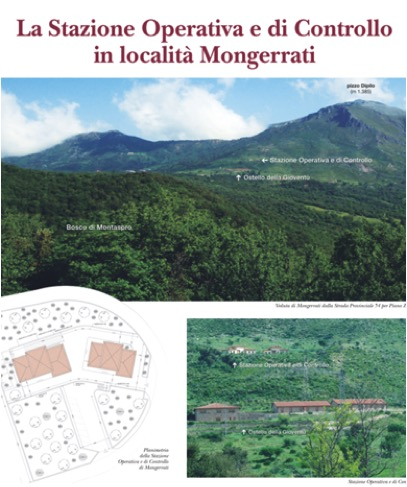 La Stazione Operativa e di Controllo
in località Mongerrati
pizzo Dipilo
(m 1.385)
← Stazione Operativa e di Controllo
↑ Ostello della Gioventù
Bosco di Montaspro
Veduta di Mongerrati dalla Strada Provinciale 54 per Piano
↑ Stazione Operativa e di Controllo
↑ Ostello della Gioventù
Planimetria
della Stazione
Operativa e di Controllo
di Mongerrati
Stazione Operativa e di